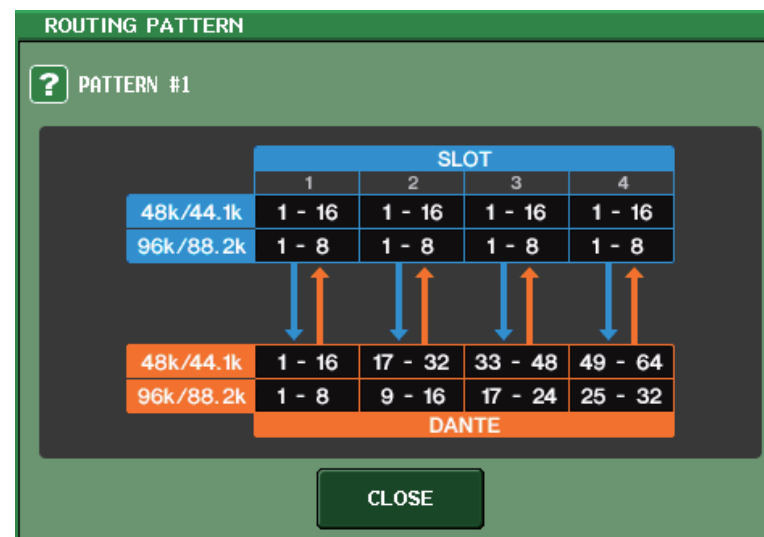 ROUTING PATTERN
? PATTERN #1
SLOT
1 2 3 4
48k/44.1k 1 - 16 1 - 16 1 - 16 1 - 16
96k/88.2k 1 - 8 1 - 8 1 - 8 1 - 8
48k/44.1k 1 - 16 17 - 32 33 - 48 49 - 64
96k/88.2k 1 - 8 9 - 16 17 - 24 25 - 32
DANTE
CLOSE